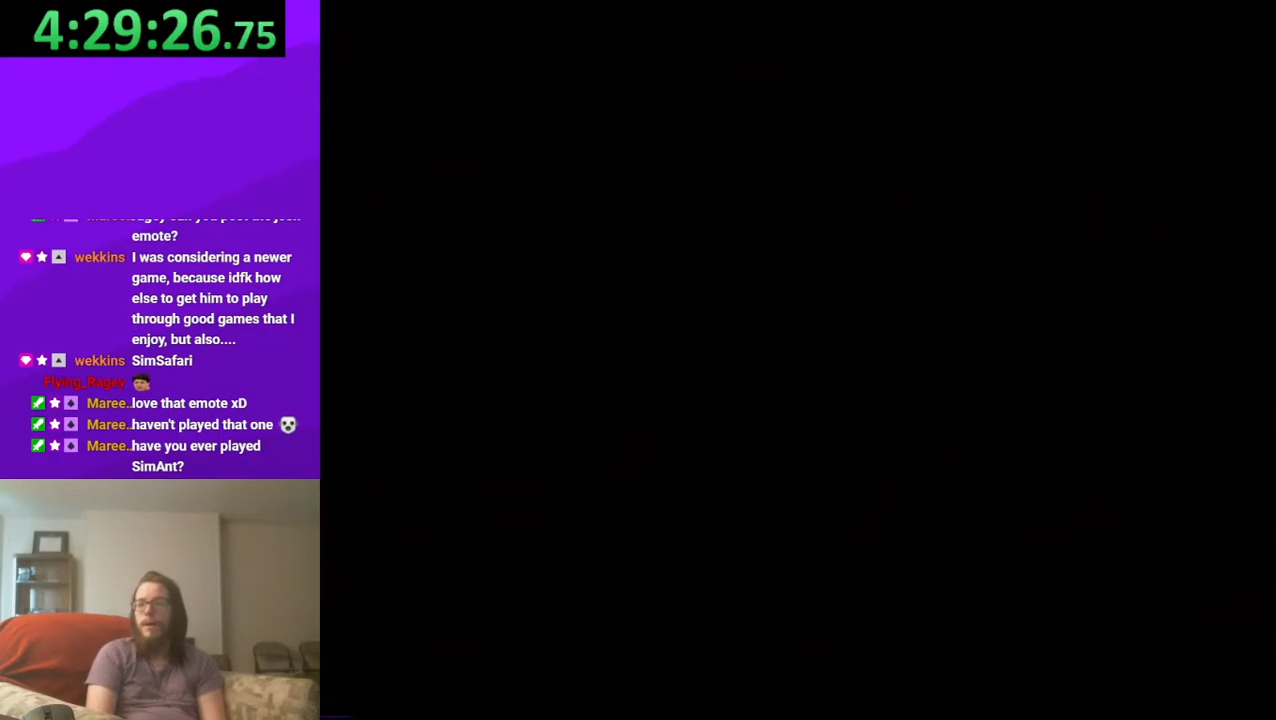 4:29:26.75
emote?
wekkins I was considering a newer
game, because idfk how
else to get him to play
through good games that I
enjoy, but also....
wekkins SimSafari
Flying_Ragey
Maree.. love that emote xD
Maree.. haven't played that one
Maree.. have you ever played
SimAnt?